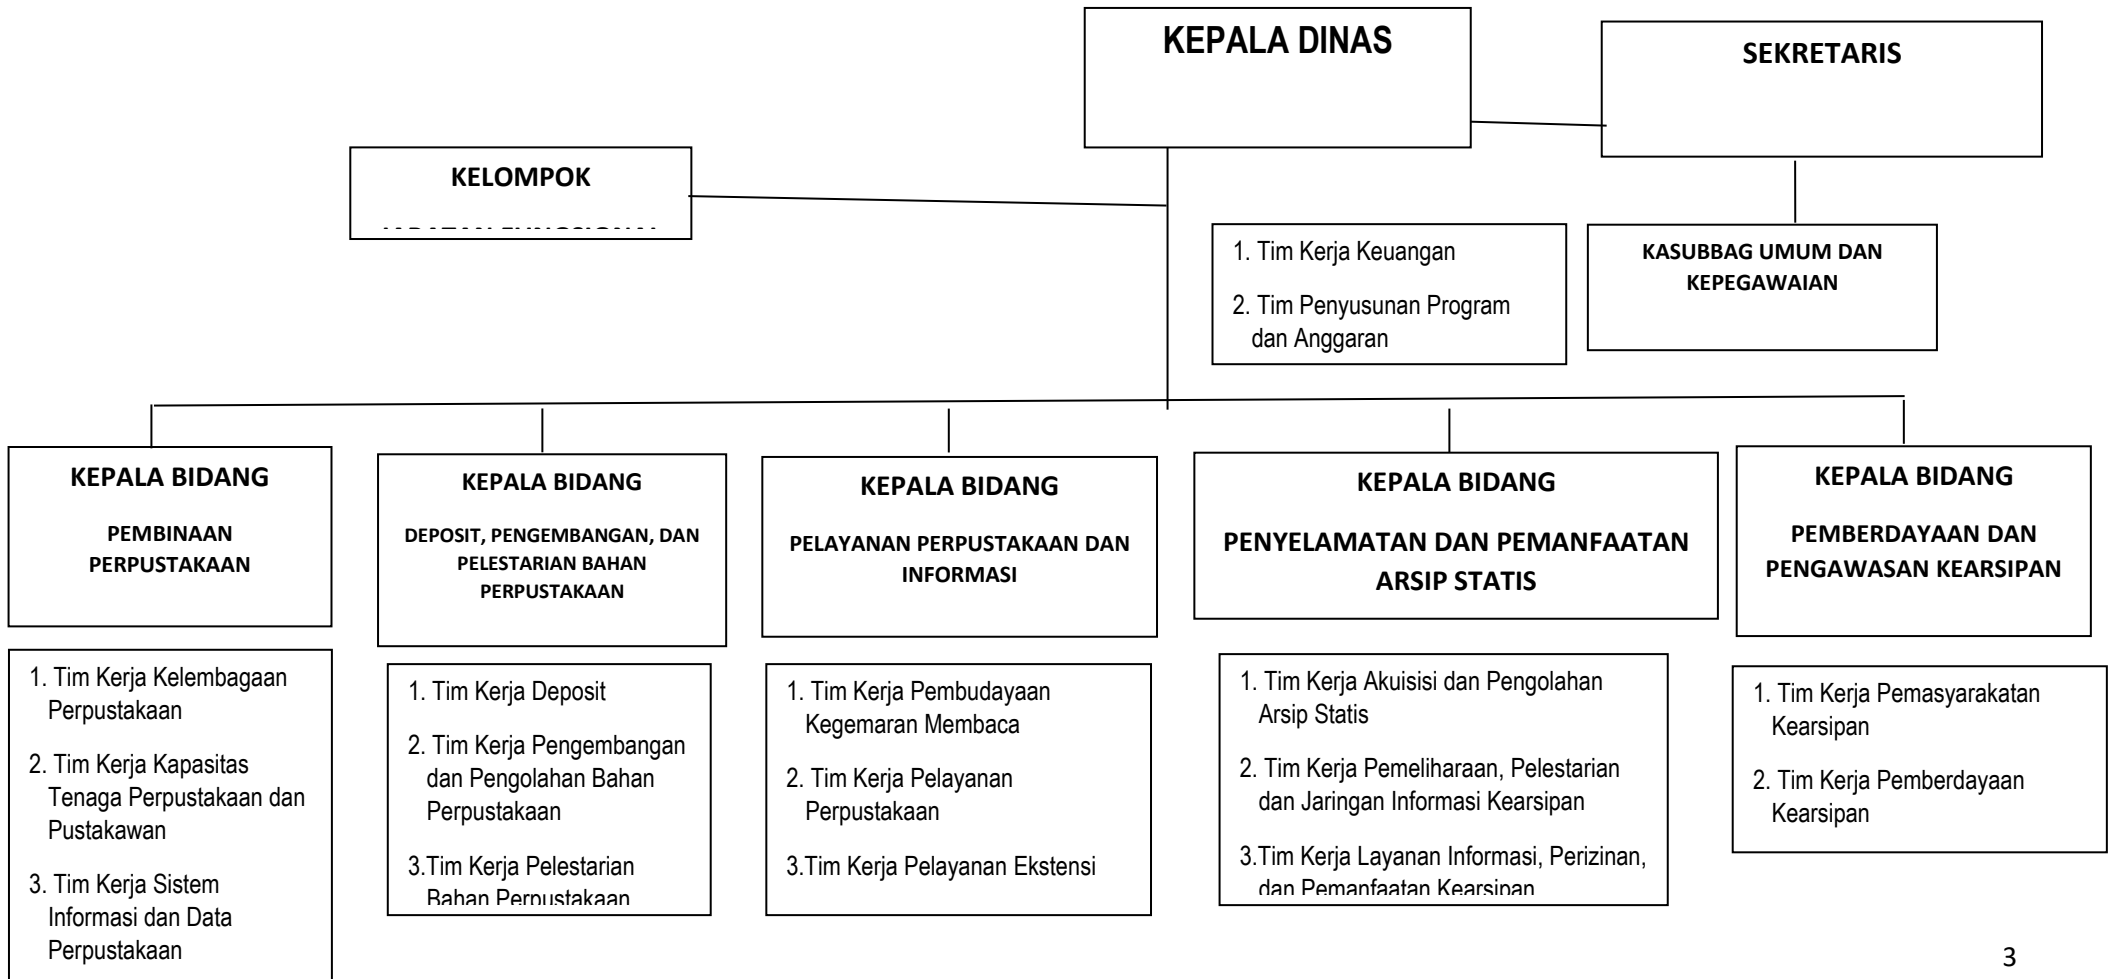 KEPALA DINAS
SEKRETARIS
KELOMPOK
KASUBBAG UMUM DAN
KEPEGAWAIAN
1. Tim Kerja Keuangan
2. Tim Penyusunan Program
dan Anggaran
KEPALA BIDANG
PEMBINAAN
PERPUSTAKAAN
KEPALA BIDANG
DEPOSIT, PENGEMBANGAN, DAN
PELESTARIAN BAHAN
PERPUSTAKAAN
KEPALA BIDANG
PELAYANAN PERPUSTAKAAN DAN
INFORMASI
KEPALA BIDANG
PENYELAMATAN DAN PEMANFAATAN
ARSIP STATIS
KEPALA BIDANG
PEMBERDAYAAN DAN
PENGAWASAN KEARSIPAN
1. Tim Kerja Kelembagaan
Perpustakaan
2. Tim Kerja Kapasitas
Tenaga Perpustakaan dan
Pustakawan
3. Tim Kerja Sistem
Informasi dan Data
Perpustakaan
1. Tim Kerja Deposit
2. Tim Kerja Pengembangan
dan Pengolahan Bahan
Perpustakaan
3.Tim Kerja Pelestarian
Bahan Perpustakaan
1. Tim Kerja Pembudayaan
Kegemaran Membaca
2. Tim Kerja Pelayanan
Perpustakaan
3.Tim Kerja Pelayanan Ekstensi
1. Tim Kerja Akuisisi dan Pengolahan
Arsip Statis
2. Tim Kerja Pemeliharaan, Pelestarian
dan Jaringan Informasi Kearsipan
3.Tim Kerja Layanan Informasi, Perizinan,
dan Pemanfaatan Kearsipan
1. Tim Kerja Pemasyarakatan
Kearsipan
2. Tim Kerja Pemberdayaan
Kearsipan
3